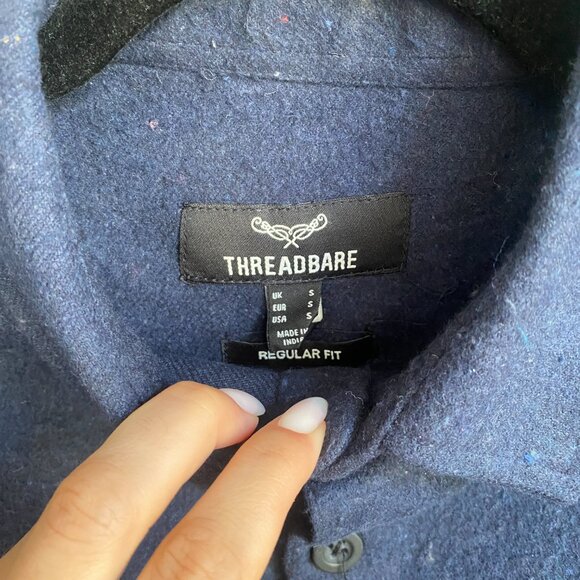 THREADBARE
UK S
EUR S
USA S
MADE IN
INDIA
REGULAR FIT